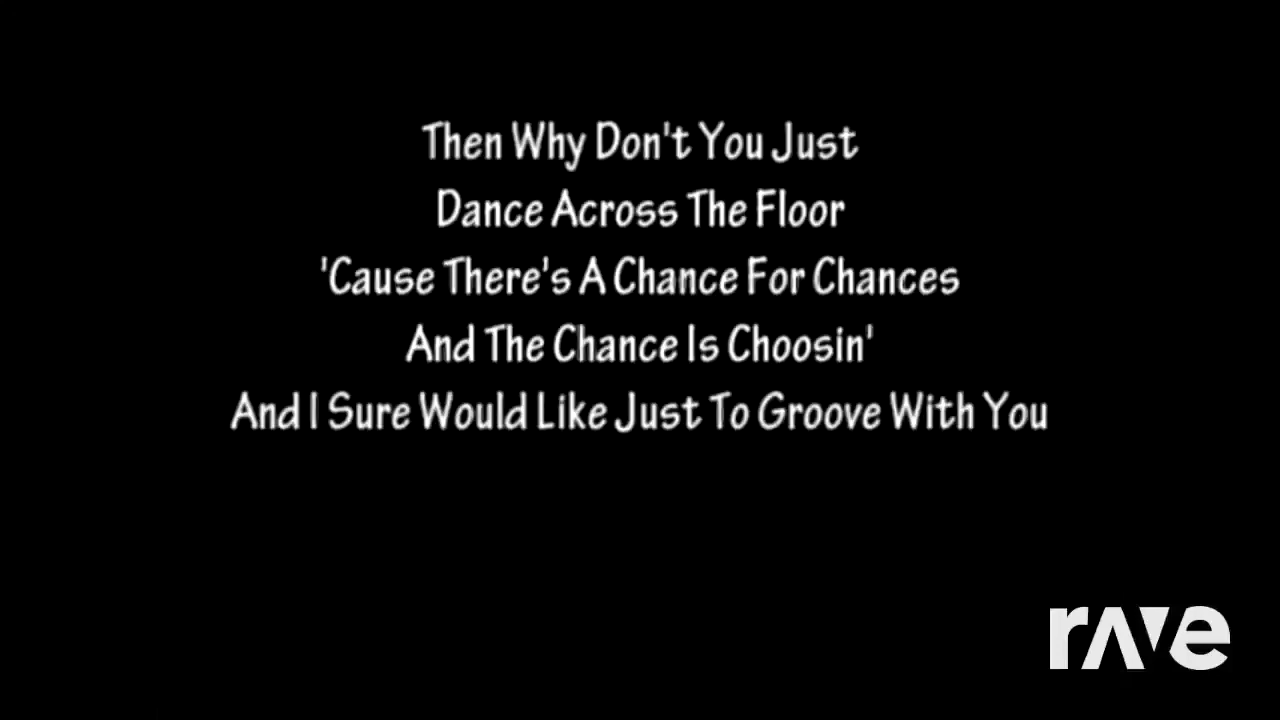 Then Why Don't You Just
Dance Across The Floor
'Cause There's A Chance For Chances
And The Chance Is Choosin'
And I Sure Would Like Just To Groove With You
rave